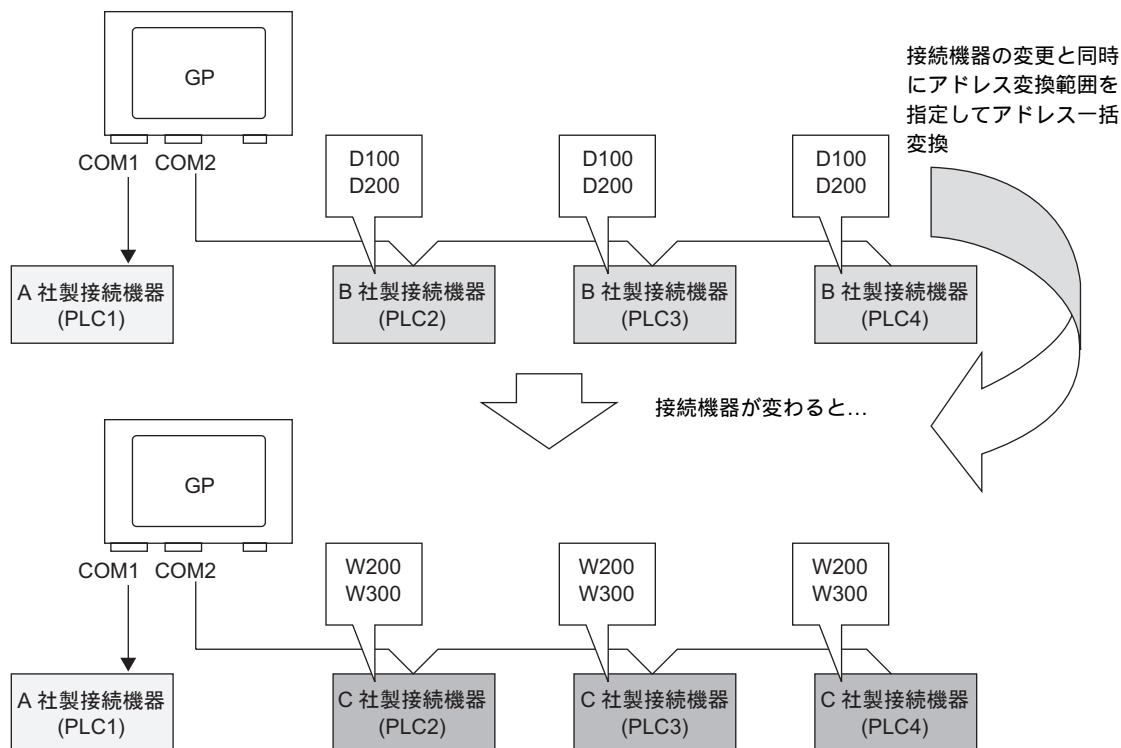 GP
接続機器の変更と同時
にアドレス変換範囲を
指定してアドレス一括
変換
COM1 COM2
D100
D200
D100
D200
D100
D200
A 社製接続機器
(PLC1)
B 社製接続機器
(PLC2)
B 社製接続機器
(PLC3)
B 社製接続機器
(PLC4)
接続機器が変わると...
GP
COM1 COM2
W200
W300
W200
W300
W200
W300
A 社製接続機器
(PLC1)
C 社製接続機器
(PLC2)
C 社製接続機器
(PLC3)
C 社製接続機器
(PLC4)